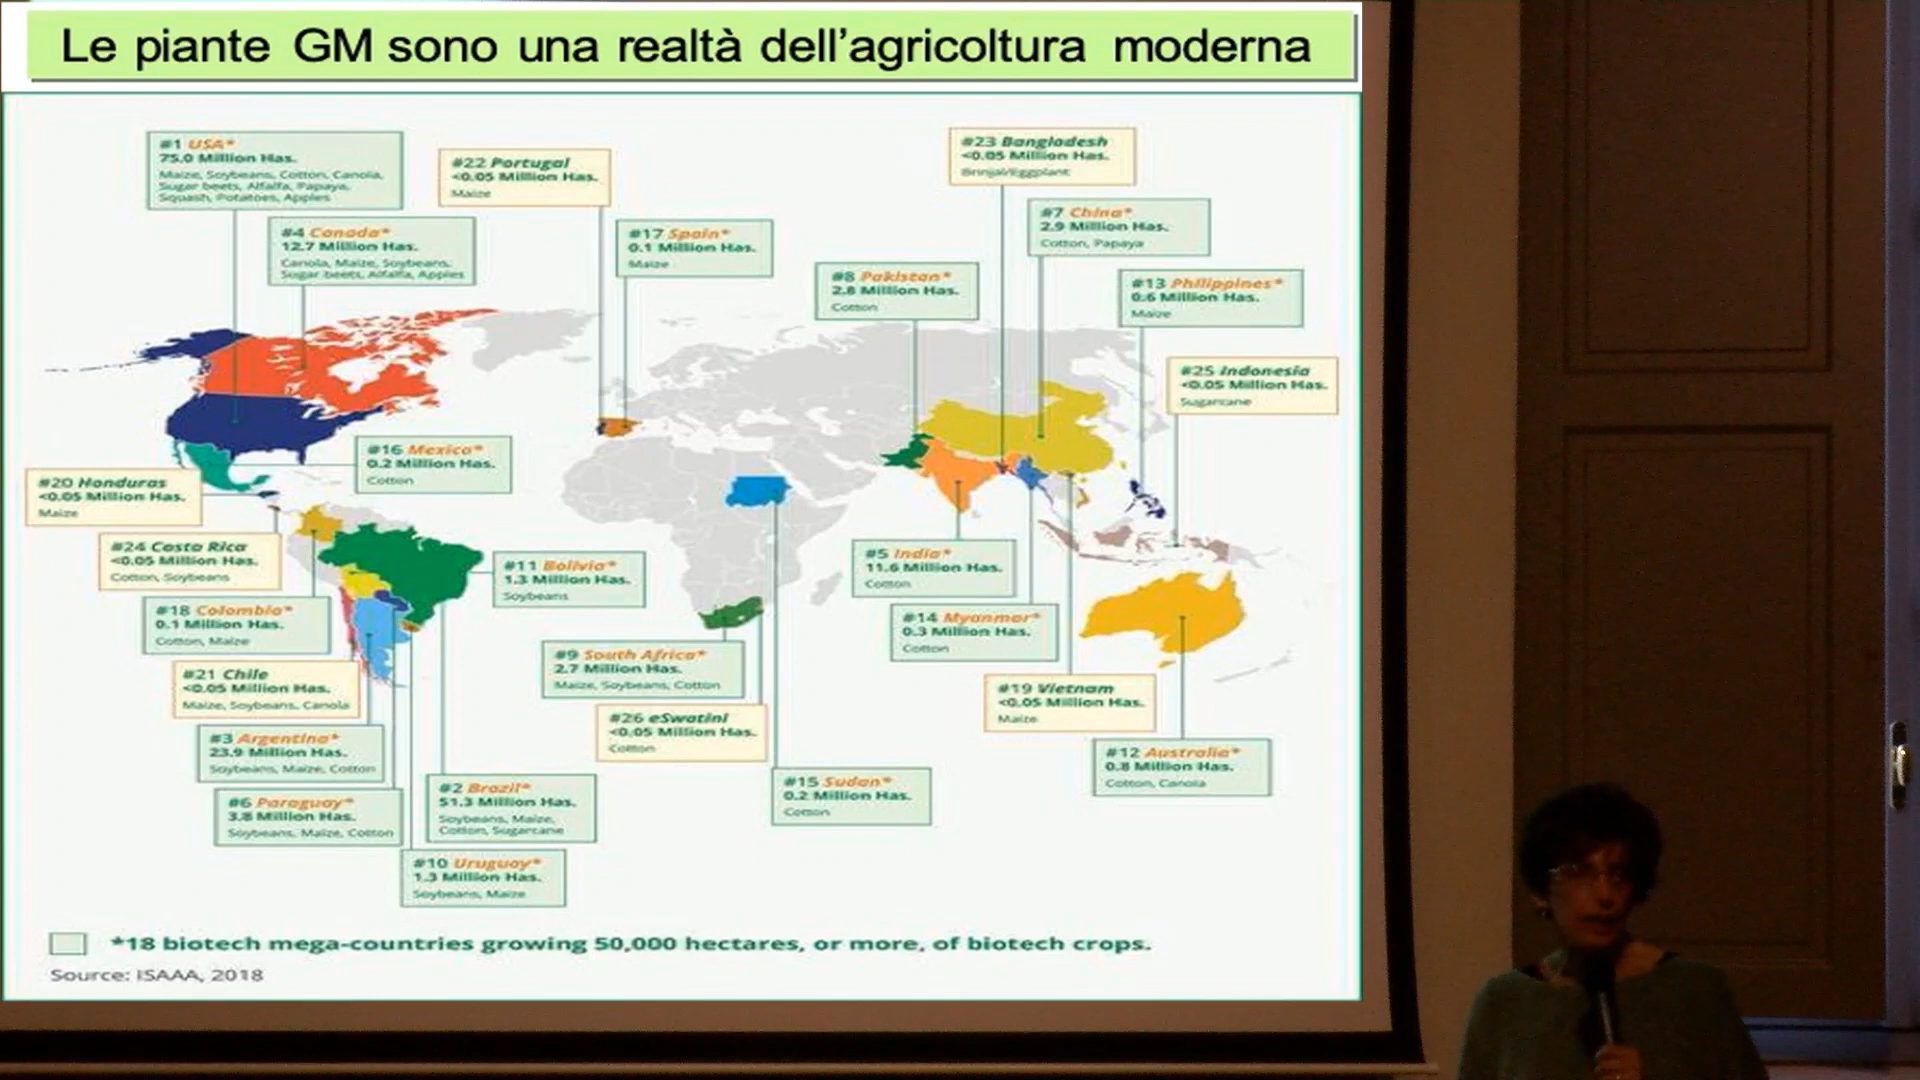 Le piante GM sono una realtà dell'agricoltura moderna
#1 USA*
75.0 Million Has.
Maize, Soybeans, Cotton, Canola,
Sugar beets, Alfalfa, Papaya,
Squash, Potatoes, Apples
#22 Portugal
<0.05 Million Has.
Maize
#23 Bangladesh
<0.05 Million Has.
Brinjal/Eggplant
#4 Canada*
12.7 Million Has.
Canola, Maize, Soybeans,
Sugar beets, Alfalfa, Apples
#17 Spain*
0.1 Million Has.
Maize
#7 China*
2.9 Million Has.
Cotton, Papaya
#8 Pakistan*
2.8 Million Has.
Cotton
#13 Philippines*
0.6 Million Has.
Maize
#25 Indonesia
<0.05 Million Has.
Sugarcane
#16 Mexico*
0.2 Million Has.
Cotton
#20 Honduras
<0.05 Million Has.
Maize
#24 Costa Rica
<0.05 Million Has.
Cotton, Soybeans
#11 Bolivia*
1.3 Million Has.
Soybeans
#5 India*
11.6 Million Has.
Cotton
#18 Colombia*
0.1 Million Has.
Cotton, Maize
#14 Myanmar*
0.3 Million Has.
Cotton
#9 South Africa*
2.7 Million Has.
Maize, Soybeans, Cotton
#21 Chile
<0.05 Million Has.
Maize, Soybeans, Canola
#19 Vietnam
<0.05 Million Has.
Maize
#26 eSwatini
<0.05 Million Has.
Cotton
#3 Argentina*
23.9 Million Has.
Soybeans, Maize, Cotton
#12 Australia*
0.8 Million Has.
Cotton, Canola
#15 Sudan*
0.2 Million Has.
Cotton
#2 Brazil*
51.3 Million Has.
Soybeans, Maize,
Cotton, Sugarcane
#6 Paraguay*
3.8 Million Has.
Soybeans, Maize, Cotton
#10 Uruguay*
1.3 Million Has.
Soybeans, Maize
*18 biotech mega-countries growing 50,000 hectares, or more, of biotech crops.
Source: ISAAA, 2018